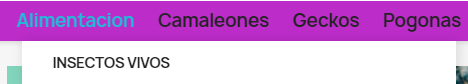 Alimentacion Camaleones Geckos Pogonas
INSECTOS VIVOS